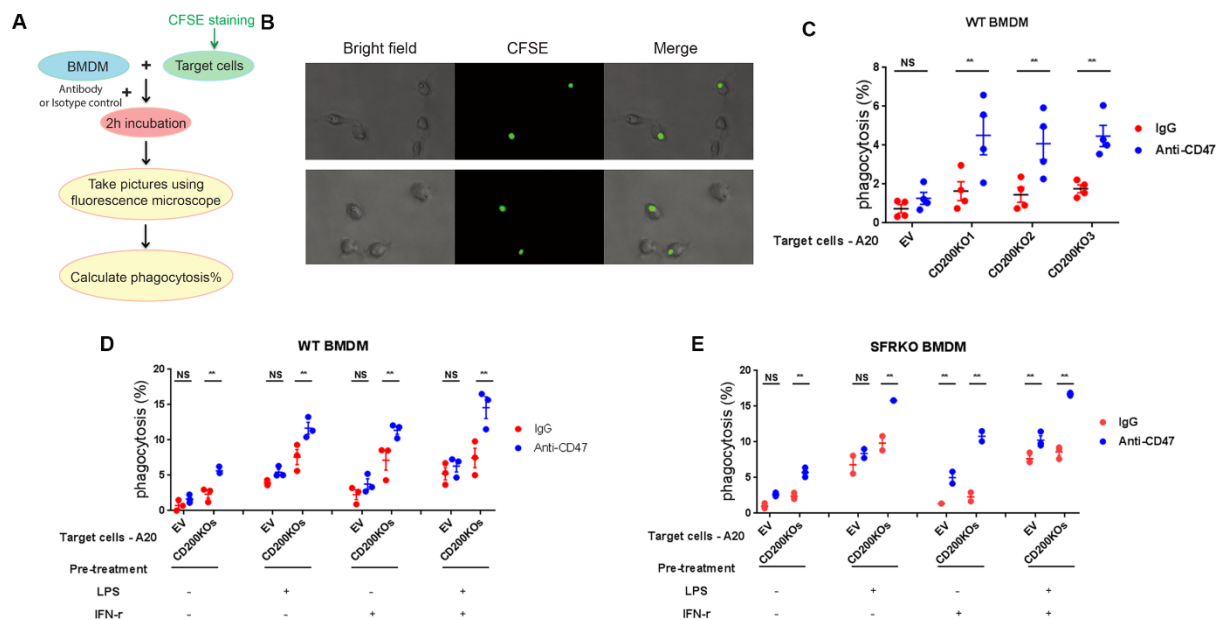 A
CFSE staining
BMDM
+
Target cells
Antibody
or Isotype control
+
2h incubation
Take pictures using
fluorescence microscope
Calculate phagocytosis%
B
Bright field
CFSE
Merge
C
WT BMDM
NS
**
**
**
8
6
4
2
0
phagocytosis (%)
IgG
Anti-CD47
Target cells - A20
EV
CD200KO1
CD200KO2
CD200KO3
D
WT BMDM
NS
**
NS
**
NS
**
NS
**
20
15
10
5
0
phagocytosis (%)
IgG
Anti-CD47
Target cells - A20
EV
CD200KOs
EV
CD200KOs
EV
CD200KOs
EV
CD200KOs
Pre-treatment
LPS - + - +
IFN-r - - + +
E
SFRKO BMDM
NS
**
NS
**
**
**
**
**
20
15
10
5
0
phagocytosis (%)
IgG
Anti-CD47
Target cells - A20
EV
CD200KOs
EV
CD200KOs
EV
CD200KOs
EV
CD200KOs
Pre-treatment
LPS - + - +
IFN-r - - + +